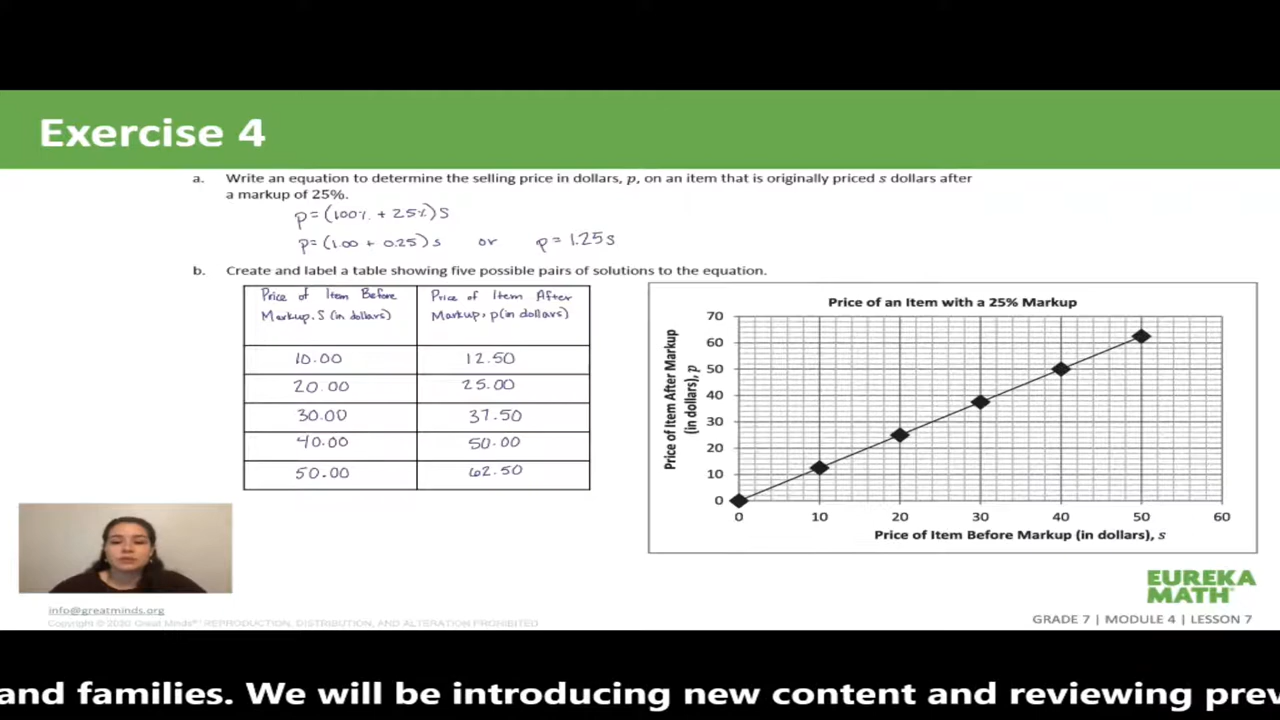 Exercise 4
a. Write an equation to determine the selling price in dollars, p, on an item that is originally priced s dollars after
a markup of 25%.
p=(100% + 25%)S
p=(1.00 + 0.25)s or p=1.25s
b. Create and label a table showing five possible pairs of solutions to the equation.
Price of Item Before
Markup, S (in dollars)
Price of Item After
Markup, p(in dollars)
10.00 12.50
20.00 25.00
30.00 37.50
40.00 50.00
50.00 62.50
Price of an Item with a 25% Markup
Price of Item After Markup
(in dollars), p
70
60
50
40
30
20
10
0
0 10 20 30 40 50 60
Price of Item Before Markup (in dollars), s
EUREKA
MATH
info@greatminds.org
Copyright © 2020 Great Minds® REPRODUCTION, DISTRIBUTION, AND ALTERATION PROHIBITED
GRADE 7 | MODULE 4 | LESSON 7
and families. We will be introducing new content and reviewing prev